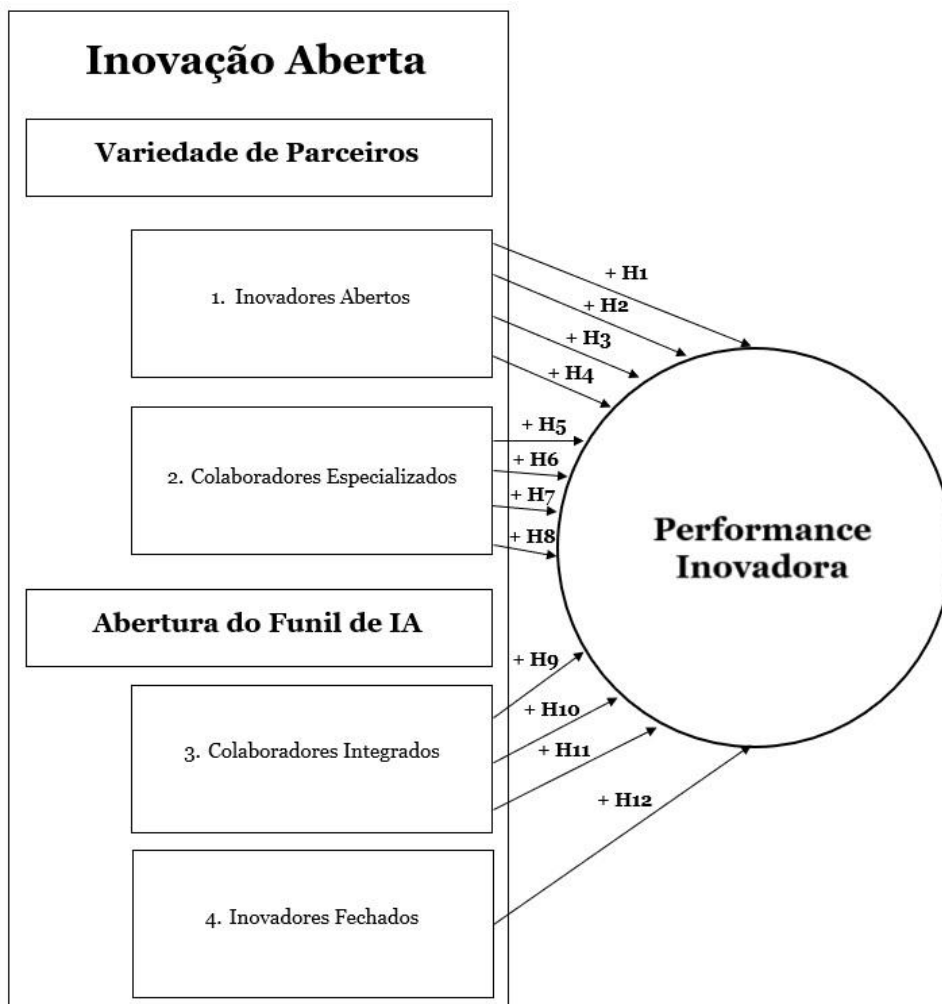 Inovação Aberta
Variedade de Parceiros
1. Inovadores Abertos
+ H1
+ H2
+ H3
+ H4
2. Colaboradores Especializados
+ H5
+ H6
+ H7
+ H8
Performance
Inovadora
Abertura do Funil de IA
3. Colaboradores Integrados
+ H9
+ H10
+ H11
4. Inovadores Fechados
+ H12